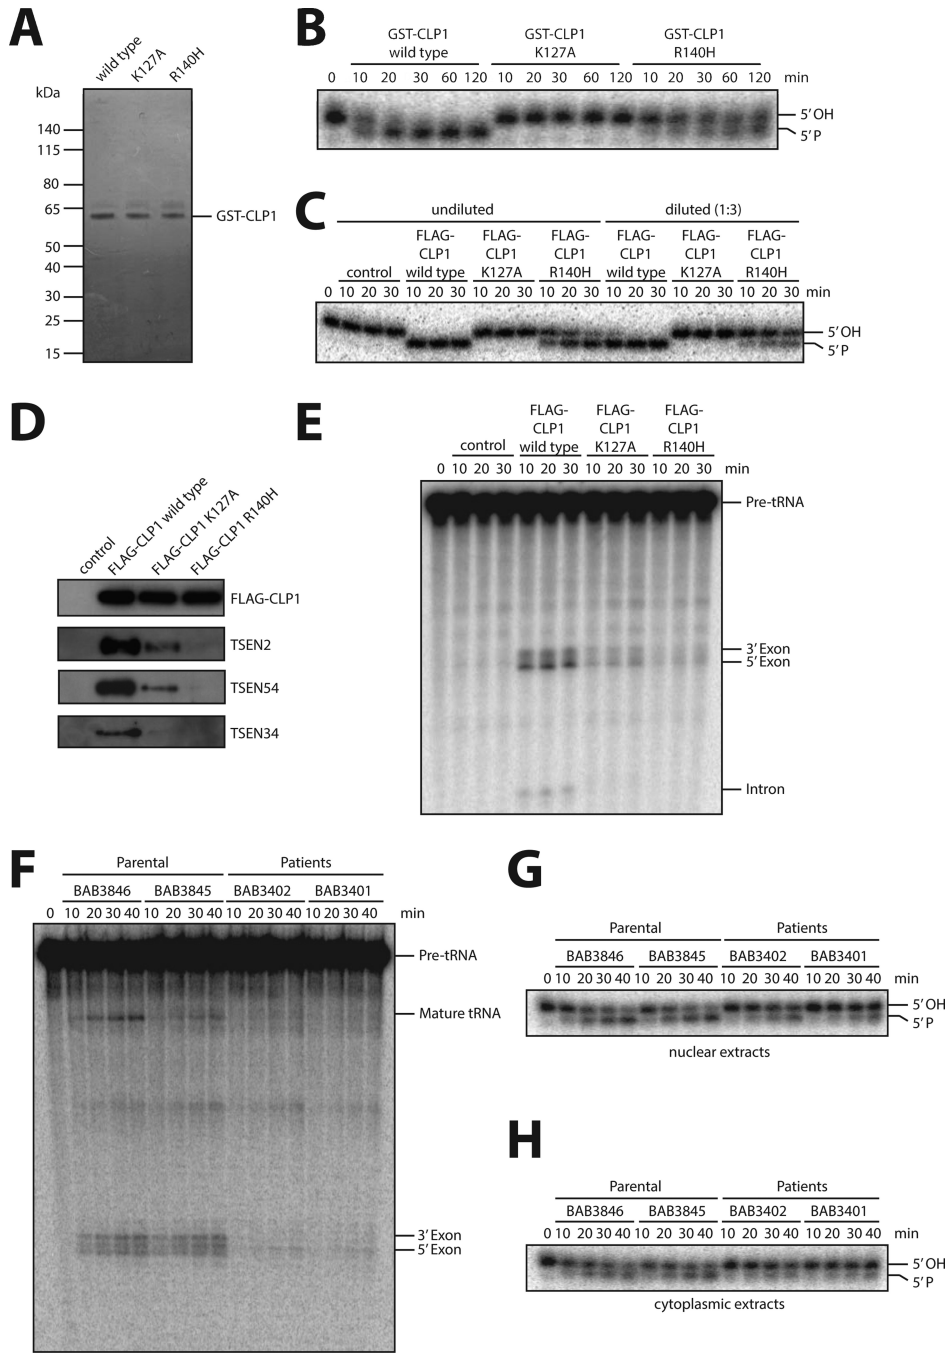 A
wild type
K127A
R140H
kDa
140
115
80
65
50
40
30
25
15
GST-CLP1
B
GST-CLP1 wild type
GST-CLP1 K127A
GST-CLP1 R140H
0 10 20 30 60 120 10 20 30 60 120 10 20 30 60 120 min
5′ OH
5′ P
C
undiluted diluted (1:3)
control
FLAG-CLP1 wild type
FLAG-CLP1 K127A
FLAG-CLP1 R140H
FLAG-CLP1 wild type
FLAG-CLP1 K127A
FLAG-CLP1 R140H
0 10 20 30 10 20 30 10 20 30 10 20 30 10 20 30 10 20 30 10 20 30 min
5′ OH
5′ P
D
control
FLAG-CLP1 wild type
FLAG-CLP1 K127A
FLAG-CLP1 R140H
FLAG-CLP1
TSEN2
TSEN54
TSEN34
E
control
FLAG-CLP1 wild type
FLAG-CLP1 K127A
FLAG-CLP1 R140H
0 10 20 30 10 20 30 10 20 30 10 20 30 min
Pre-tRNA
3′ Exon
5′ Exon
Intron
F
Parental Patients
BAB3846 BAB3845 BAB3402 BAB3401
0 10 20 30 40 10 20 30 40 10 20 30 40 10 20 30 40 min
Pre-tRNA
Mature tRNA
3′ Exon
5′ Exon
G
Parental Patients
BAB3846 BAB3845 BAB3402 BAB3401
0 10 20 30 40 10 20 30 40 10 20 30 40 10 20 30 40 min
5′ OH
5′ P
nuclear extracts
H
Parental Patients
BAB3846 BAB3845 BAB3402 BAB3401
0 10 20 30 40 10 20 30 40 10 20 30 40 10 20 30 40 min
5′ OH
5′ P
cytoplasmic extracts